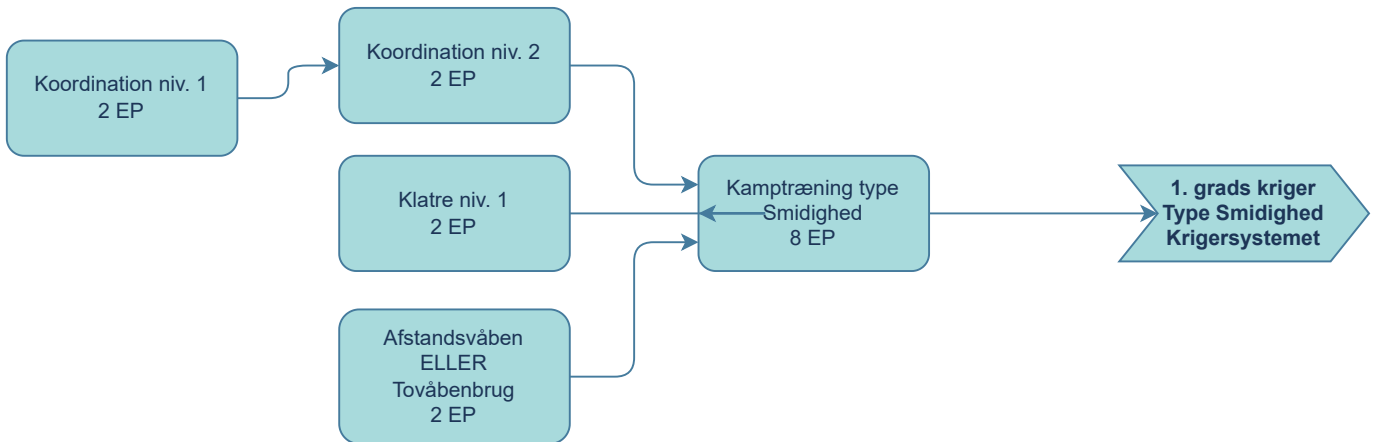 Koordination niv. 1
2 EP
Koordination niv. 2
2 EP
Klatre niv. 1
2 EP
Afstandsvåben
ELLER
Tovåbenbrug
2 EP
Kamptræning type
Smidighed
8 EP
1. grads kriger
Type Smidighed
Krigersystemet